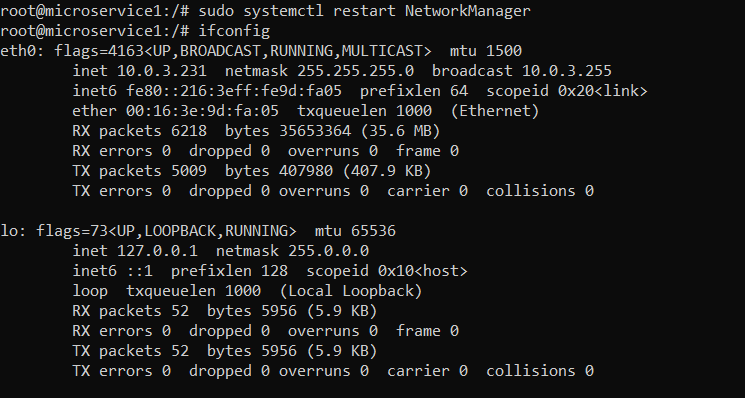 root@microservice1:/# sudo systemctl restart NetworkManager
root@microservice1:/# ifconfig
eth0: flags=4163<UP,BROADCAST,RUNNING,MULTICAST>  mtu 1500
        inet 10.0.3.231  netmask 255.255.255.0  broadcast 10.0.3.255
        inet6 fe80::216:3eff:fe9d:fa05  prefixlen 64  scopeid 0x20<link>
        ether 00:16:3e:9d:fa:05  txqueuelen 1000  (Ethernet)
        RX packets 6218  bytes 35653364 (35.6 MB)
        RX errors 0  dropped 0  overruns 0  frame 0
        TX packets 5009  bytes 407980 (407.9 KB)
        TX errors 0  dropped 0 overruns 0  carrier 0  collisions 0

lo: flags=73<UP,LOOPBACK,RUNNING>  mtu 65536
        inet 127.0.0.1  netmask 255.0.0.0
        inet6 ::1  prefixlen 128  scopeid 0x10<host>
        loop  txqueuelen 1000  (Local Loopback)
        RX packets 52  bytes 5956 (5.9 KB)
        RX errors 0  dropped 0  overruns 0  frame 0
        TX packets 52  bytes 5956 (5.9 KB)
        TX errors 0  dropped 0 overruns 0  carrier 0  collisions 0